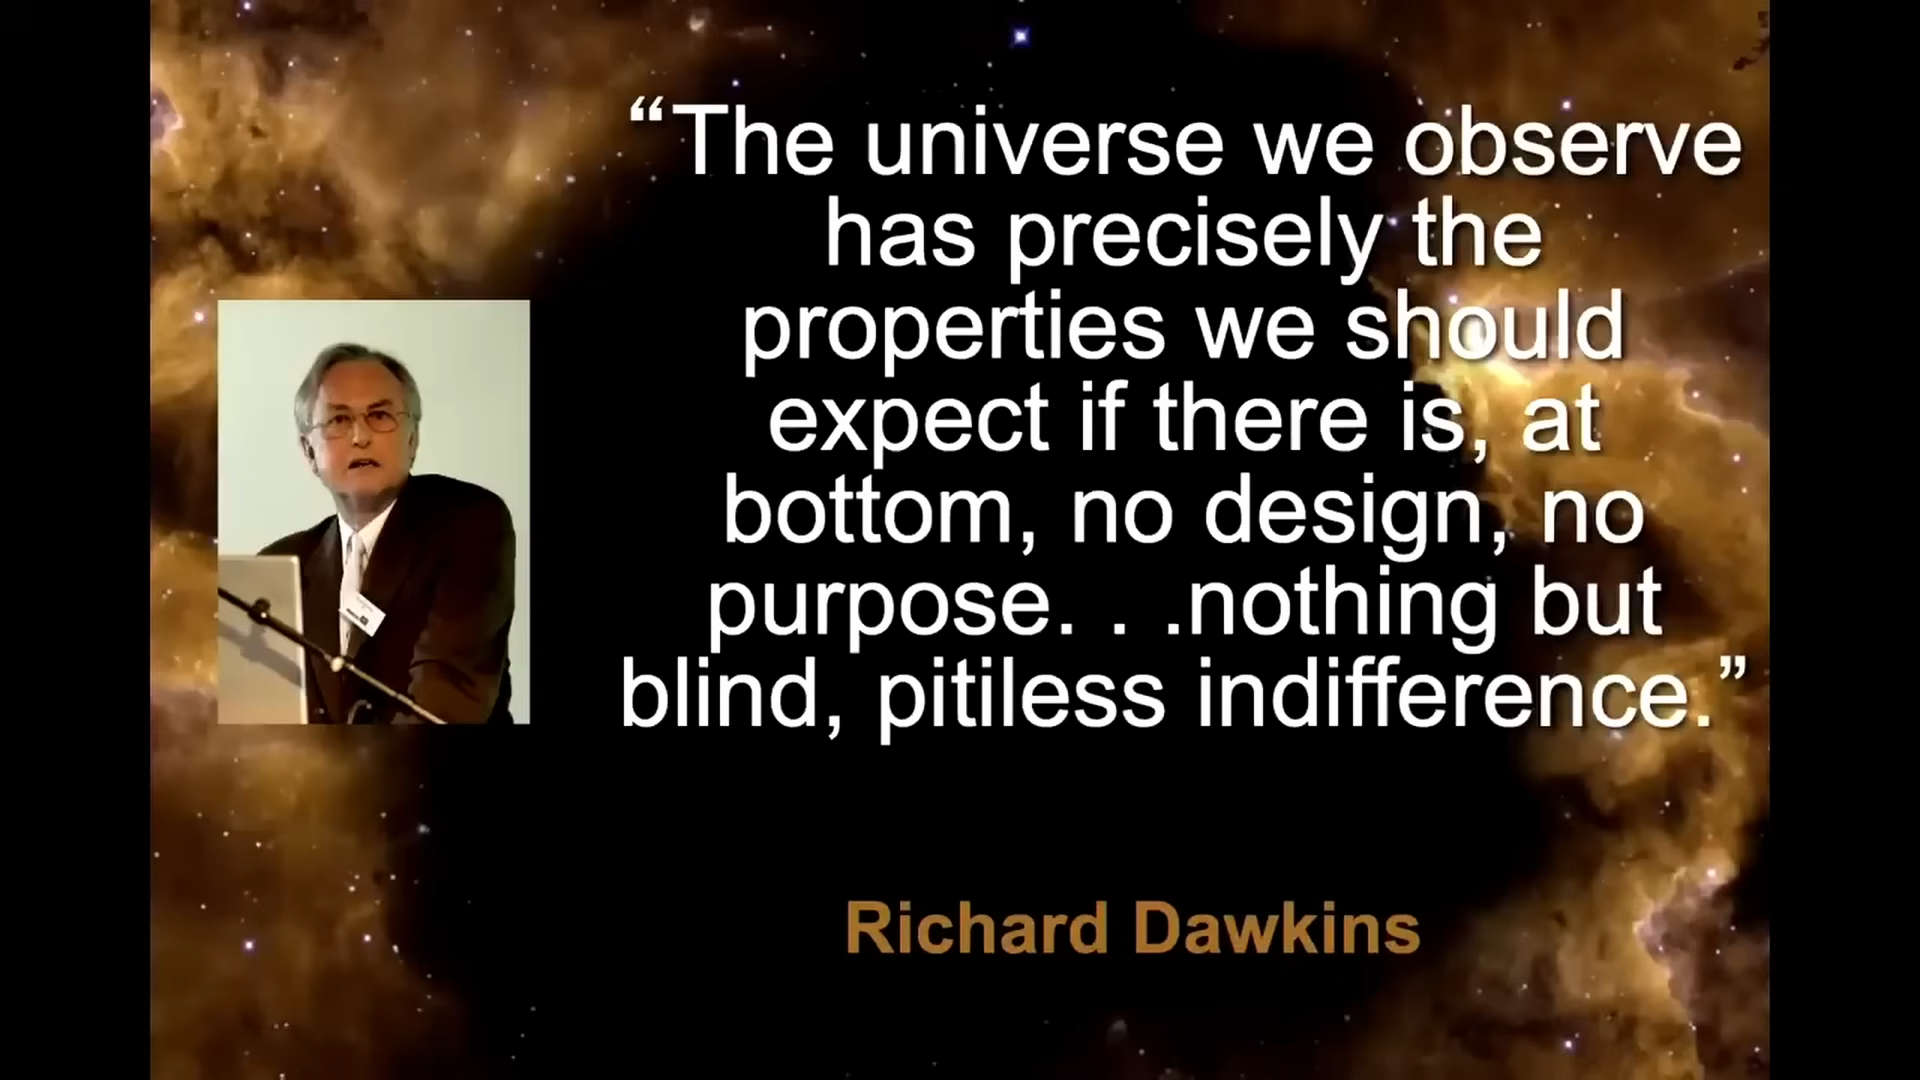 “The universe we observe
has precisely the
properties we should
expect if there is, at
bottom, no design, no
purpose. . .nothing but
blind, pitiless indifference.”
Richard Dawkins